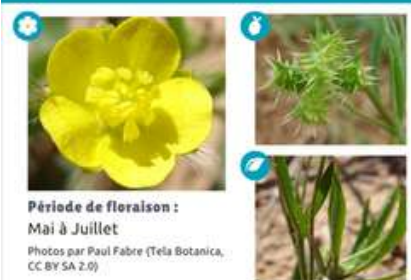 Période de floraison :
Mai à Juillet
Photos par Paul Fabre (Tela Botanica,
CC BY SA 2.0)